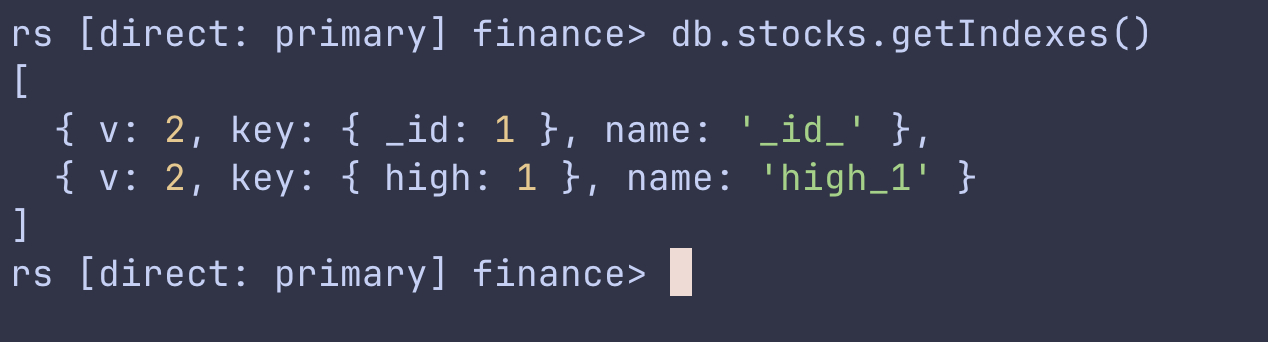 rs [direct: primary] finance> db.stocks.getIndexes()
[
  { v: 2, key: { _id: 1 }, name: '_id_' },
  { v: 2, key: { high: 1 }, name: 'high_1' }
]
rs [direct: primary] finance>